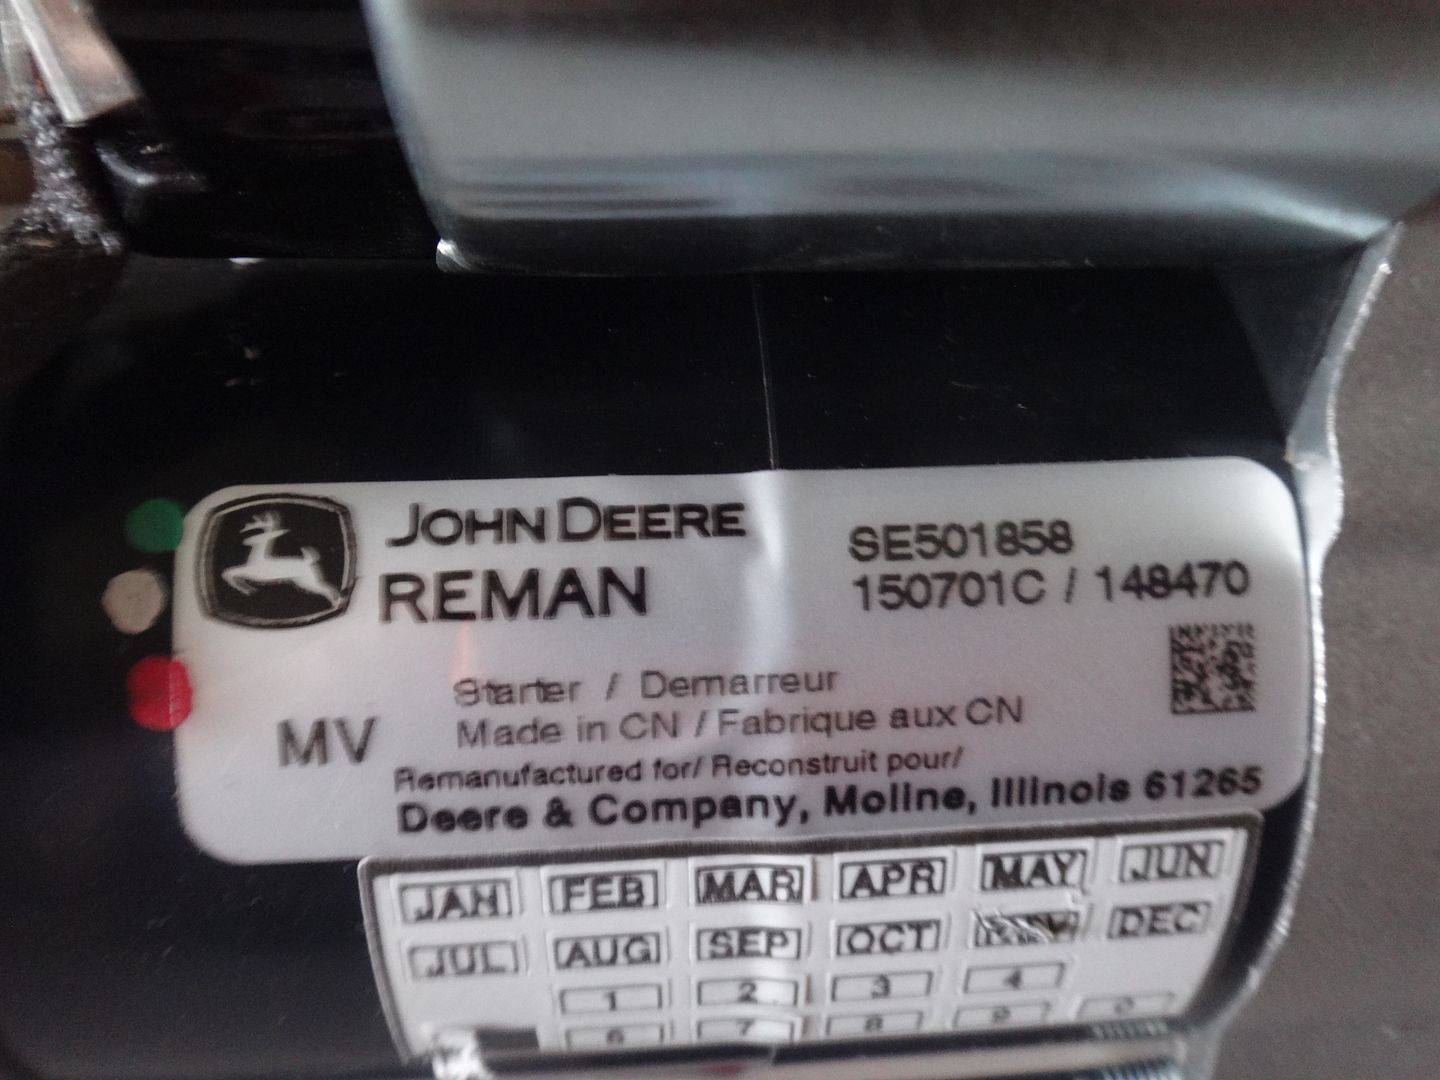 JOHN DEERE
REMAN
SE501858
150701C / 148470
Starter / Demarreur
Made in CN / Fabrique aux CN
MV
Remanufactured for/ Reconstruit pour/
Deere & Company, Moline, Illinois 61265
JAN FEB MAR APR MAY JUN
JUL AUG SEP OCT DEC
1 2 3 4
6 7 8 9 0